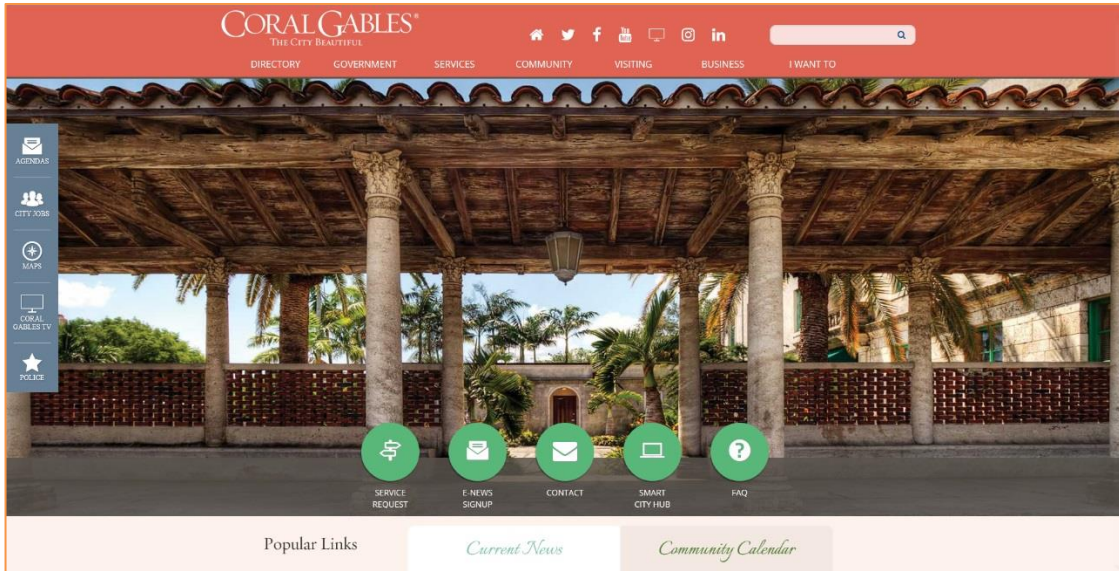 CORAL GABLES®
THE CITY BEAUTIFUL
DIRECTORY GOVERNMENT SERVICES COMMUNITY VISITING BUSINESS I WANT TO
AGENDAS
CITY JOBS
MAPS
CORAL
GABLES TV
POLICE
SERVICE
REQUEST
E-NEWS
SIGNUP
CONTACT
SMART
CITY HUB
FAQ
Popular Links
Current News
Community Calendar